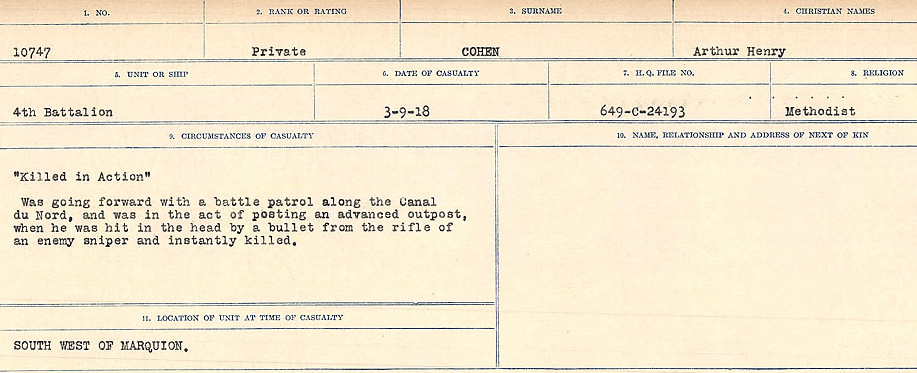 1. NO. 2. RANK OR RATING 3. SURNAME 4. CHRISTIAN NAMES
10747 Private COHEN Arthur Henry
5. UNIT OR SHIP 6. DATE OF CASUALTY 7. H. Q. FILE NO. 8. RELIGION
4th Battalion 3-9-18 649-C-24193 Methodist
9. CIRCUMSTANCES OF CASUALTY 10. NAME, RELATIONSHIP AND ADDRESS OF NEXT OF KIN
"Killed in Action"
Was going forward with a battle patrol along the Canal
du Nord, and was in the act of posting an advanced outpost,
when he was hit in the head by a bullet from the rifle of
an enemy sniper and instantly killed.
11. LOCATION OF UNIT AT TIME OF CASUALTY
SOUTH WEST OF MARQUION.